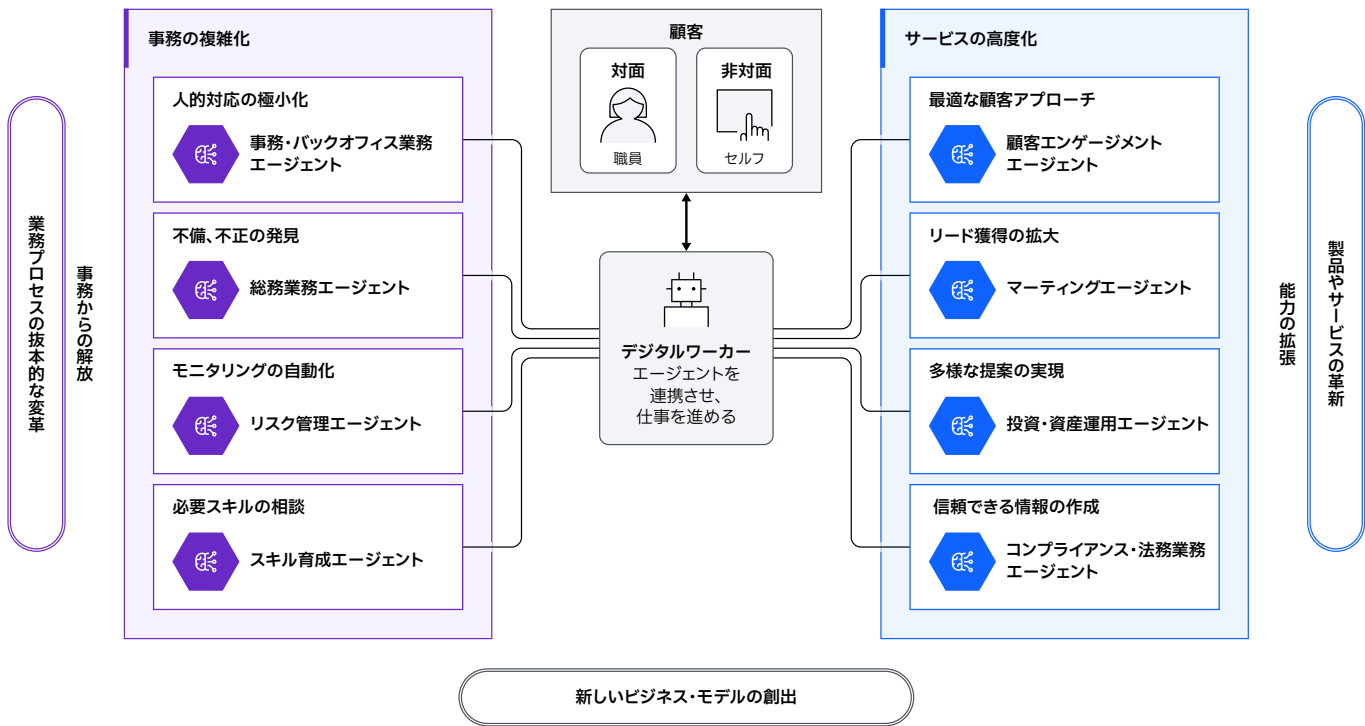 事務の複雑化
人的対応の極小化
事務・バックオフィス業務
エージェント
不備、不正の発見
総務業務エージェント
モニタリングの自動化
リスク管理エージェント
必要スキルの相談
スキル育成エージェント
業務プロセスの抜本的な変革
事務からの解放
顧客
対面
職員
非対面
セルフ
デジタルワーカー
エージェントを
連携させ、
仕事を進める
サービスの高度化
最適な顧客アプローチ
顧客エンゲージメント
エージェント
リード獲得の拡大
マーティングエージェント
多様な提案の実現
投資・資産運用エージェント
信頼できる情報の作成
コンプライアンス・法務業務
エージェント
能力の拡張
製品やサービスの革新
新しいビジネス・モデルの創出